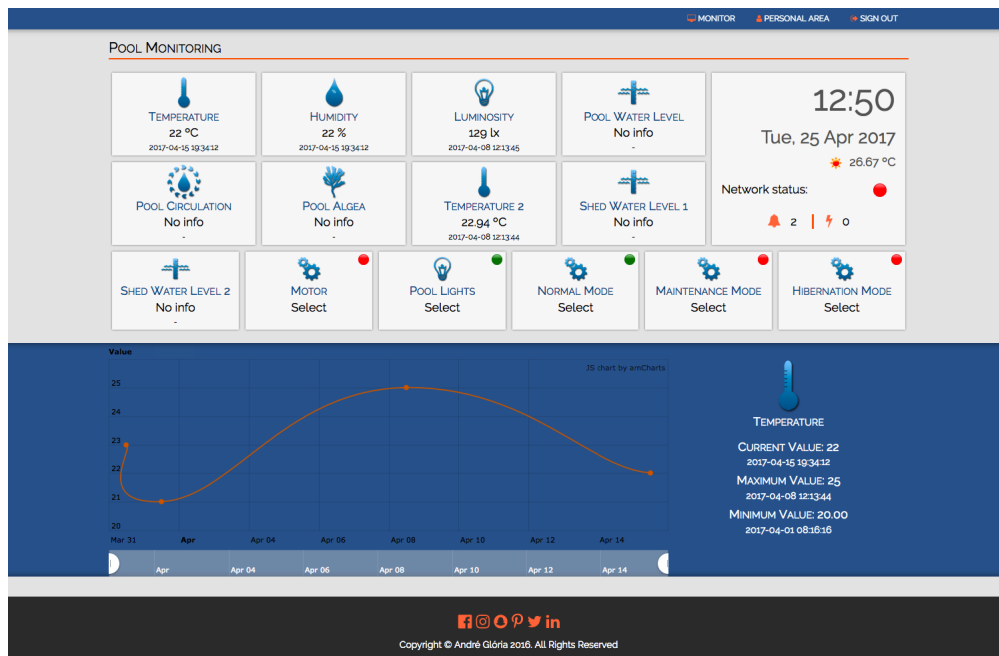 MONITOR PERSONAL AREA SIGN OUT
POOL MONITORING
TEMPERATURE
22 ºC
2017-04-15 19:34:12
HUMIDITY
22 %
2017-04-15 19:34:12
LUMINOSITY
129 lx
2017-04-08 12:13:45
POOL WATER LEVEL
No info
-
12:50
Tue, 25 Apr 2017
26.67 ºC
Network status:
2 0
POOL CIRCULATION
No info
-
POOL ALGEA
No info
-
TEMPERATURE 2
22.94 ºC
2017-04-08 12:13:44
SHED WATER LEVEL 1
No info
-
SHED WATER LEVEL 2
No info
-
MOTOR
Select
POOL LIGHTS
Select
NORMAL MODE
Select
MAINTENANCE MODE
Select
HIBERNATION MODE
Select
Value
JS chart by amCharts
25
24
23
22
21
20
Mar 31 Apr Apr 04 Apr 06 Apr 08 Apr 10 Apr 12 Apr 14
Apr Apr 04 Apr 06 Apr 08 Apr 10 Apr 12 Apr 14
TEMPERATURE
CURRENT VALUE: 22
2017-04-15 19:34:12
MAXIMUM VALUE: 25
2017-04-08 12:13:44
MINIMUM VALUE: 20.00
2017-04-01 08:16:16
Copyright © André Glória 2016. All Rights Reserved